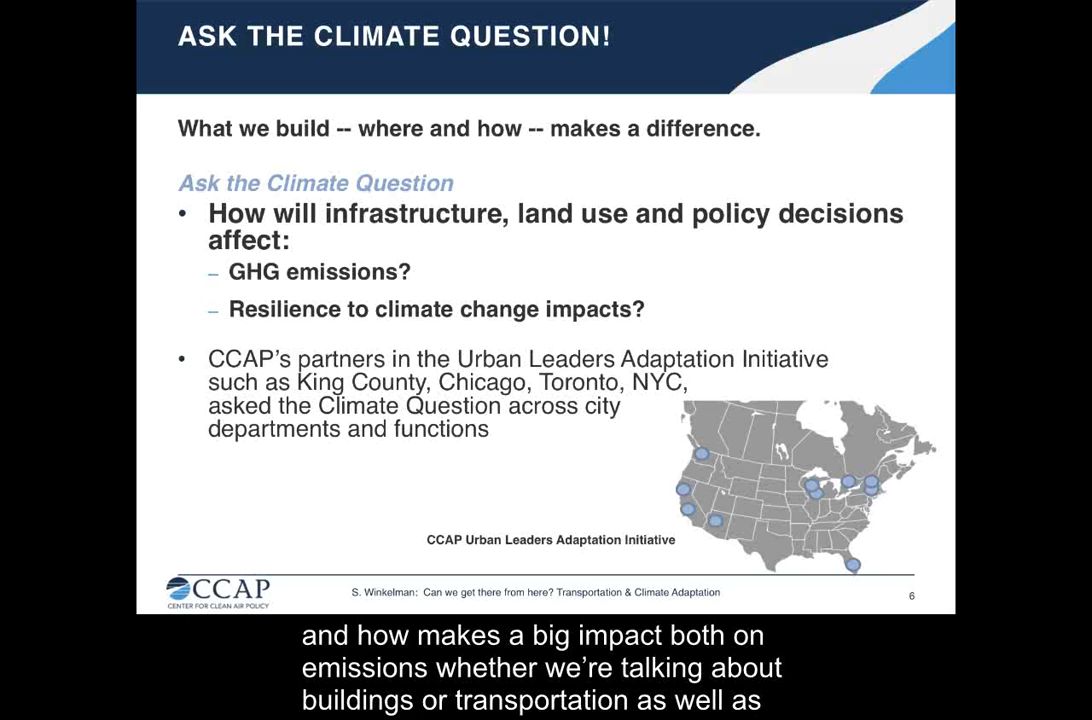 ASK THE CLIMATE QUESTION!
What we build -- where and how -- makes a difference.
Ask the Climate Question
• How will infrastructure, land use and policy decisions
affect:
– GHG emissions?
– Resilience to climate change impacts?
• CCAP’s partners in the Urban Leaders Adaptation Initiative
such as King County, Chicago, Toronto, NYC,
asked the Climate Question across city
departments and functions
CCAP Urban Leaders Adaptation Initiative
CCAP
CENTER FOR CLEAN AIR POLICY
S. Winkelman: Can we get there from here? Transportation & Climate Adaptation
6
and how makes a big impact both on
emissions whether we’re talking about
buildings or transportation as well as